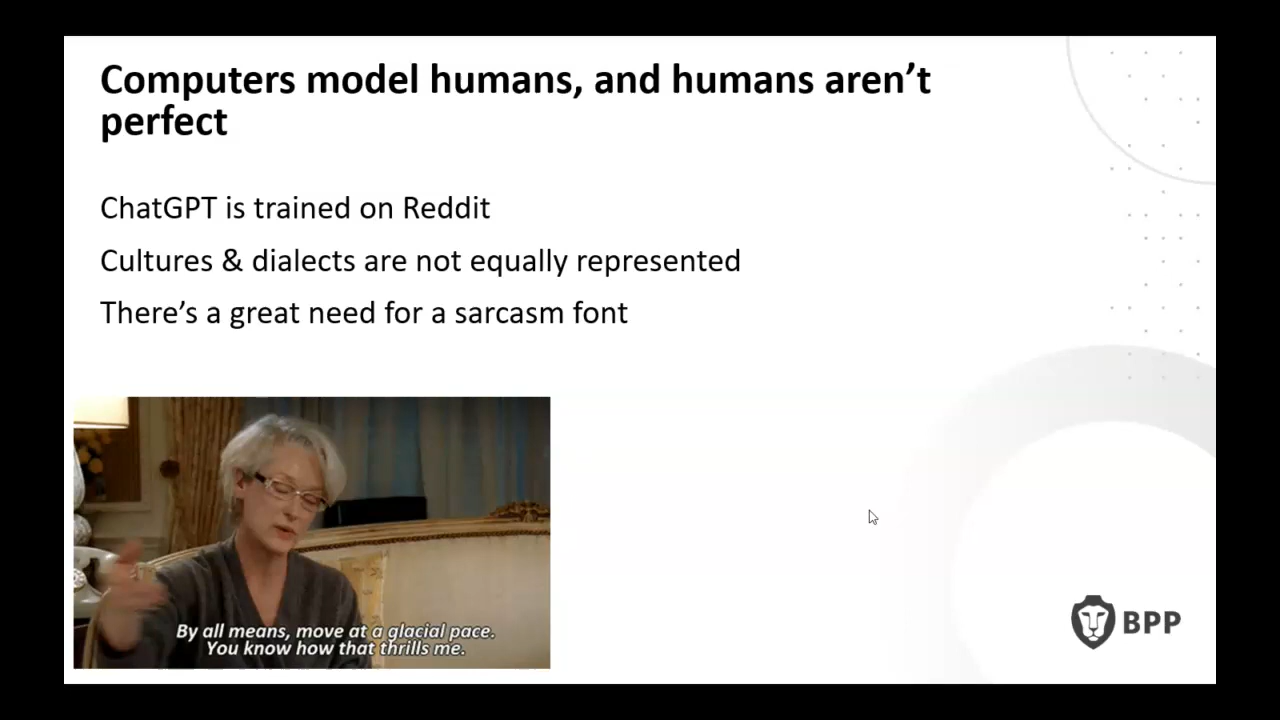 Computers model humans, and humans aren’t
perfect
ChatGPT is trained on Reddit
Cultures & dialects are not equally represented
There’s a great need for a sarcasm font
By all means, move at a glacial pace.
You know how that thrills me.
BPP